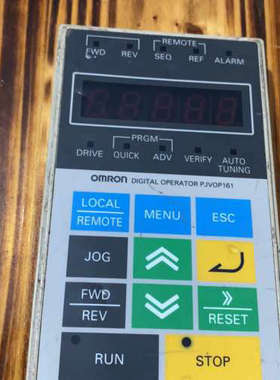 REMOTE
FWD REV SEQ REF ALARM
PRGM
DRIVE QUICK ADV VERIFY AUTO TUNING
OMRON DIGITAL OPERATOR PJVOP161
LOCAL REMOTE MENU ESC
JOG
FWD REV RESET
RUN STOP